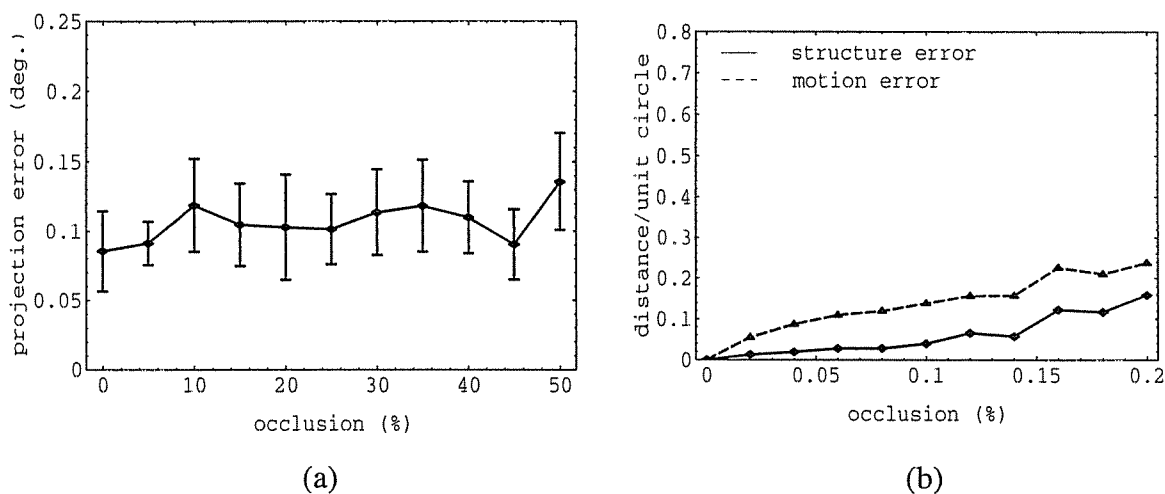 0.25
0.2
0.15
0.1
0.05
0
projection error (deg.)
0 10 20 30 40 50
occlusion (%)
(a)
0.8
0.7
0.6
0.5
0.4
0.3
0.2
0.1
0
distance/unit circle
structure error
motion error
0 0.05 0.1 0.15 0.2
occlusion (%)
(b)